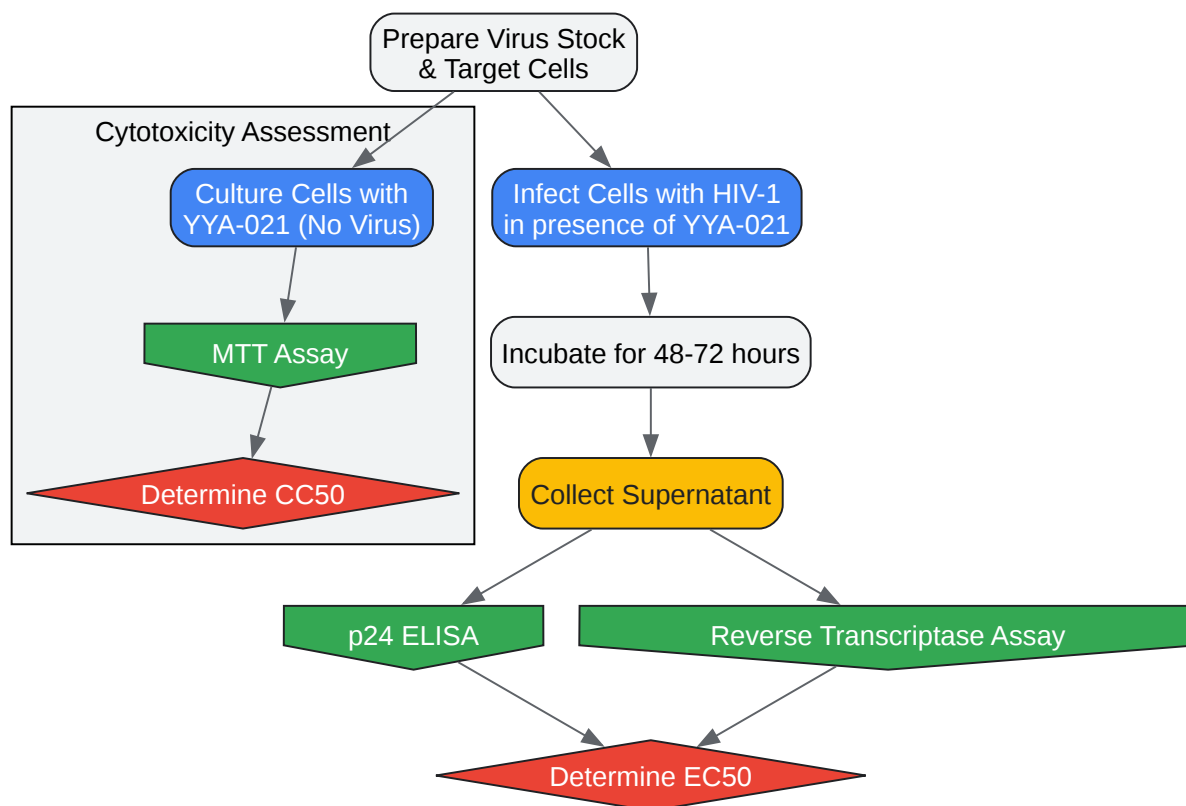 Prepare Virus Stock
& Target Cells
Cytotoxicity Assessment
Culture Cells with
YYA-021 (No Virus)
Infect Cells with HIV-1
in presence of YYA-021
MTT Assay
Incubate for 48-72 hours
Determine CC50
Collect Supernatant
p24 ELISA
Reverse Transcriptase Assay
Determine EC50